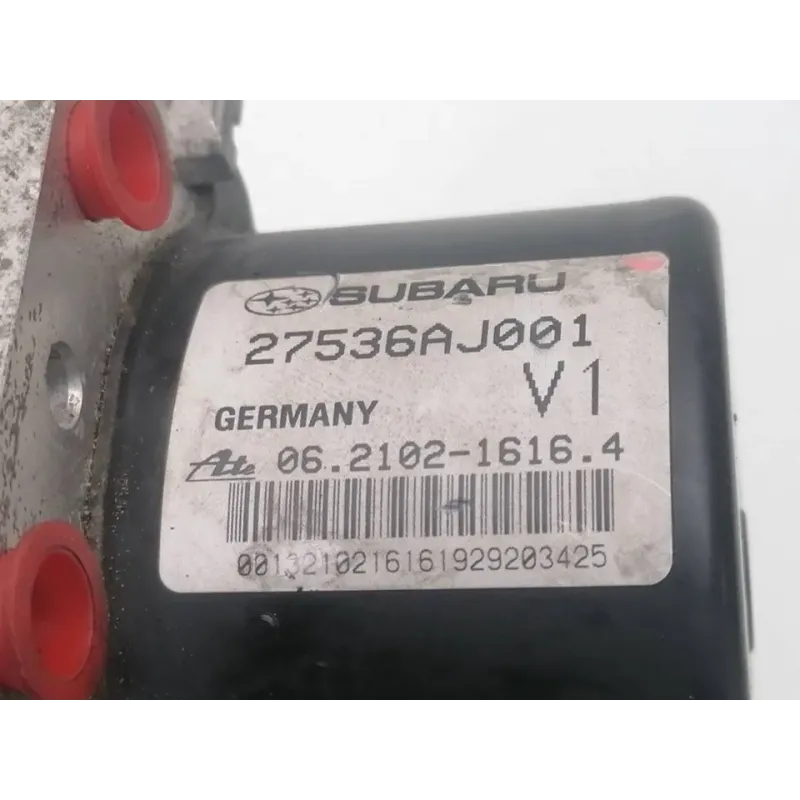 SUBARU
27536AJ001
V1
GERMANY
Ate 06.2102-1616.4
00132102161619292034​25